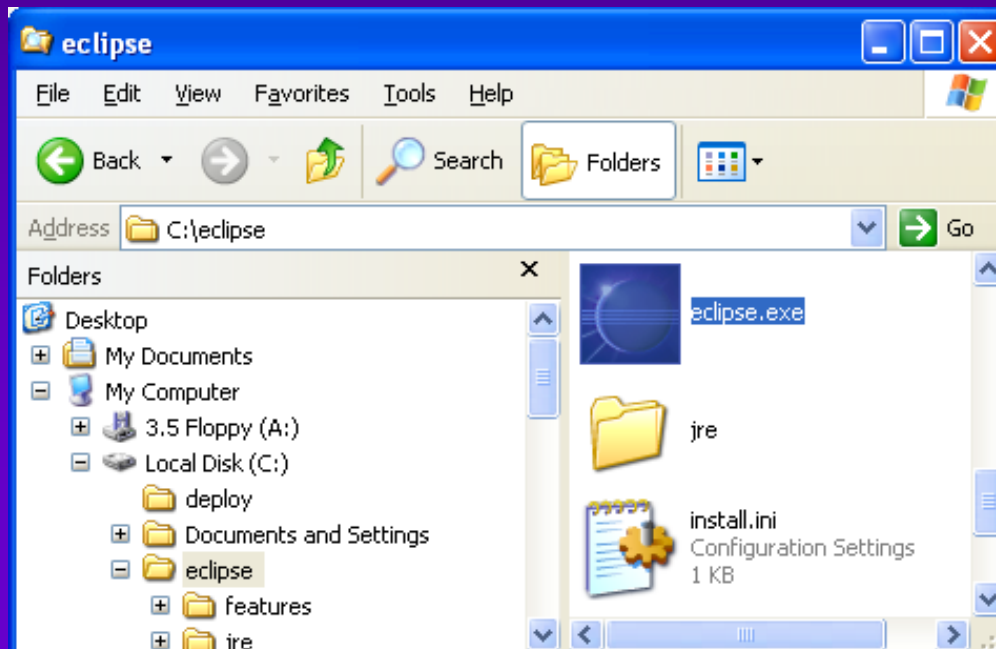 eclipse
File Edit View Favorites Tools Help
Back Search Folders
Address C:\eclipse Go
Folders
Desktop
My Documents
My Computer
3.5 Floppy (A:)
Local Disk (C:)
deploy
Documents and Settings
eclipse
features
jre
eclipse.exe
jre
install.ini
Configuration Settings
1 KB